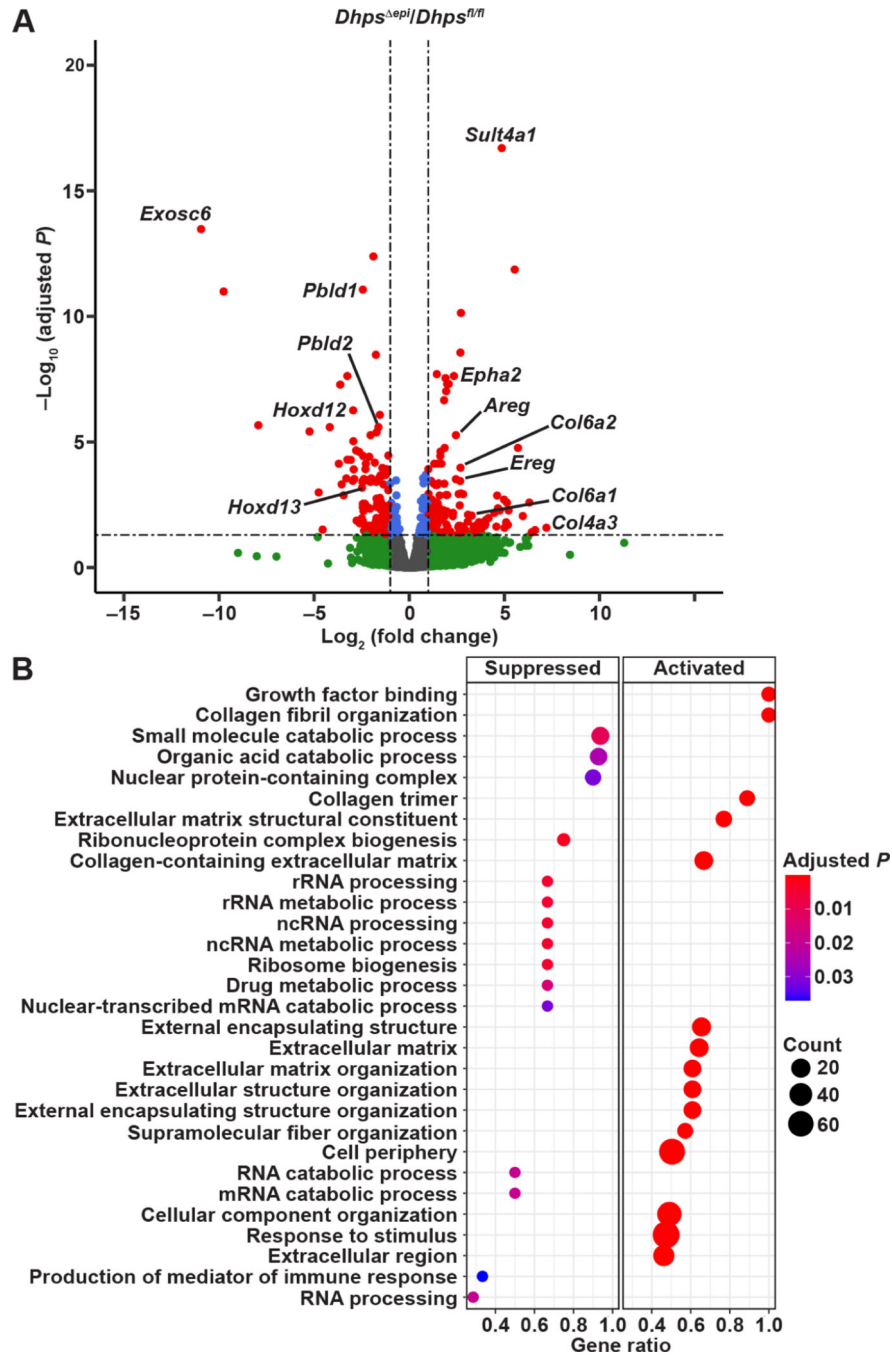 A
Dhps^Δepi/Dhps^fl/fl
20
Sult4a1
15
Exosc6
Pbld1
10
Pbld2
Epha2
Hoxd12
Areg
Col6a2
5
Ereg
Hoxd13
Col6a1
Col4a3
0
–Log10 (adjusted P)
–15 –10 –5 0 5 10
Log2 (fold change)
B
Suppressed Activated
Growth factor binding
Collagen fibril organization
Small molecule catabolic process
Organic acid catabolic process
Nuclear protein-containing complex
Collagen trimer
Extracellular matrix structural constituent
Ribonucleoprotein complex biogenesis
Collagen-containing extracellular matrix
rRNA processing
rRNA metabolic process
ncRNA processing
ncRNA metabolic process
Ribosome biogenesis
Drug metabolic process
Nuclear-transcribed mRNA catabolic process
External encapsulating structure
Extracellular matrix
Extracellular matrix organization
Extracellular structure organization
External encapsulating structure organization
Supramolecular fiber organization
Cell periphery
RNA catabolic process
mRNA catabolic process
Cellular component organization
Response to stimulus
Extracellular region
Production of mediator of immune response
RNA processing
Adjusted P
0.01
0.02
0.03
Count
20
40
60
0.4 0.6 0.8 1.0 0.4 0.6 0.8 1.0
Gene ratio